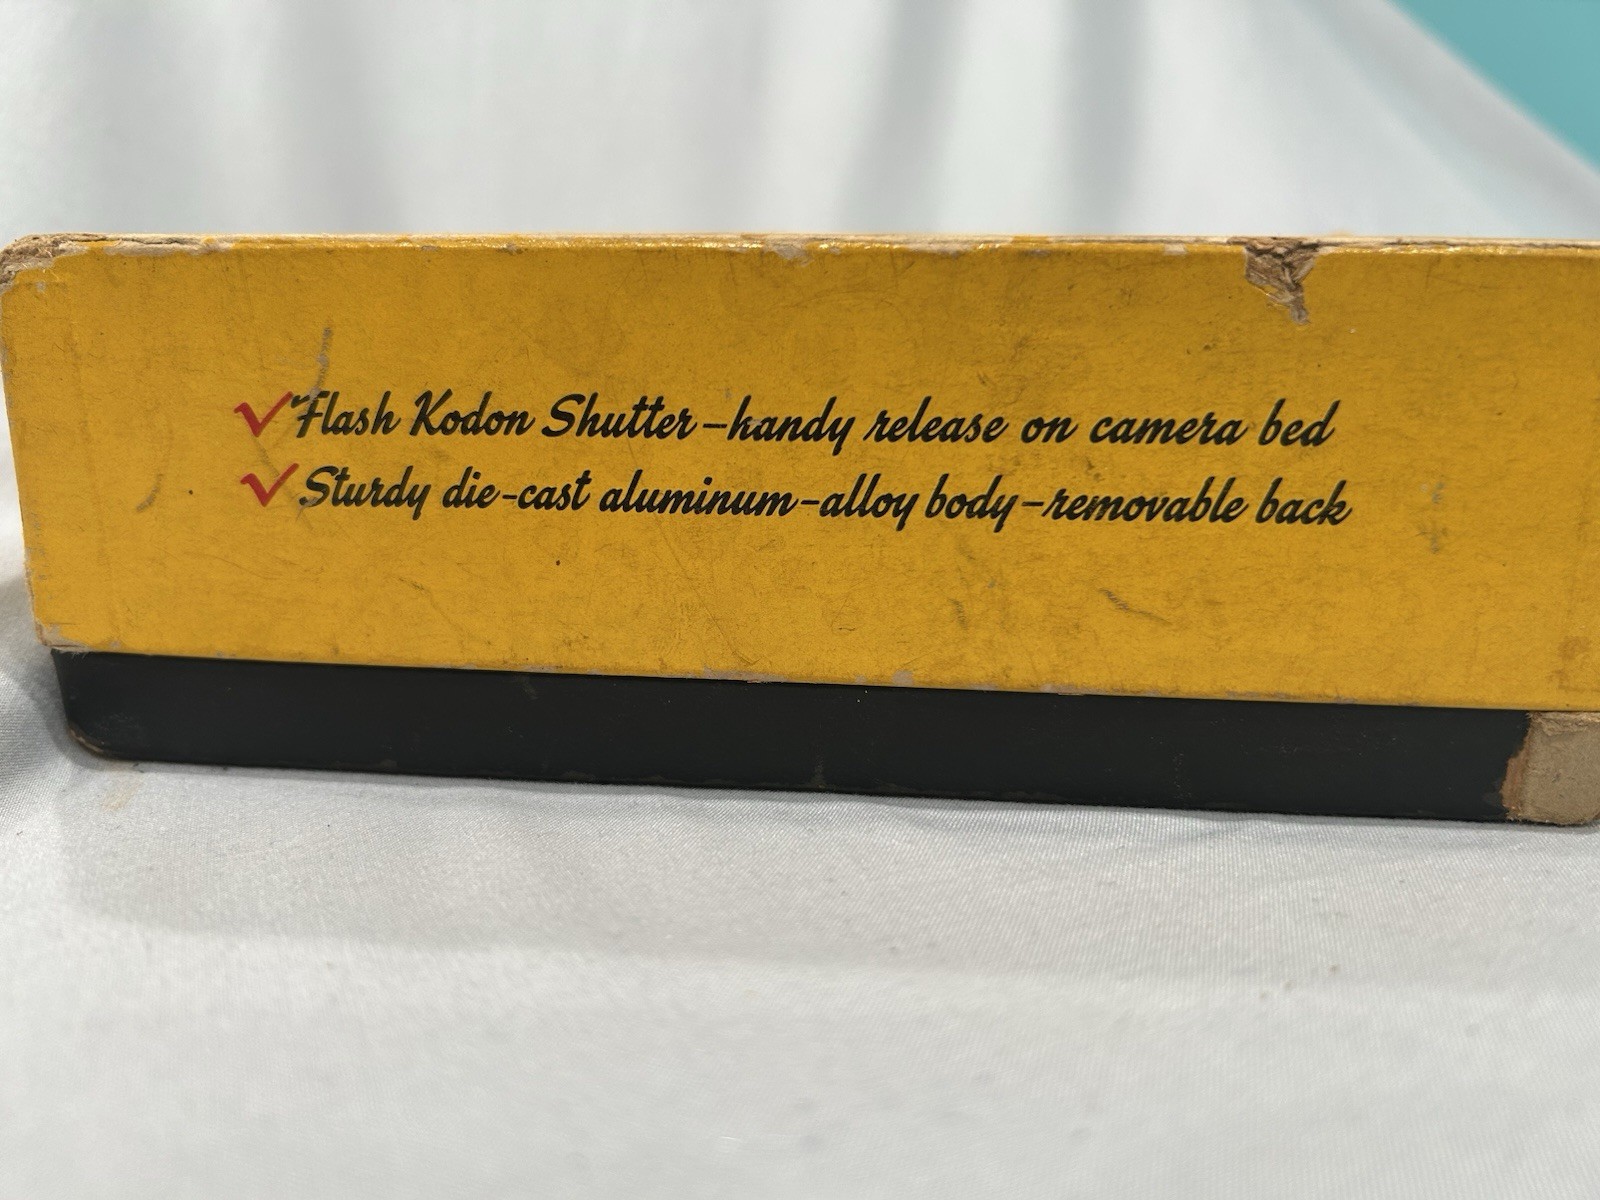 ✓Flash Kodon Shutter–handy release on camera bed
✓Sturdy die-cast aluminum-alloy body–removable back